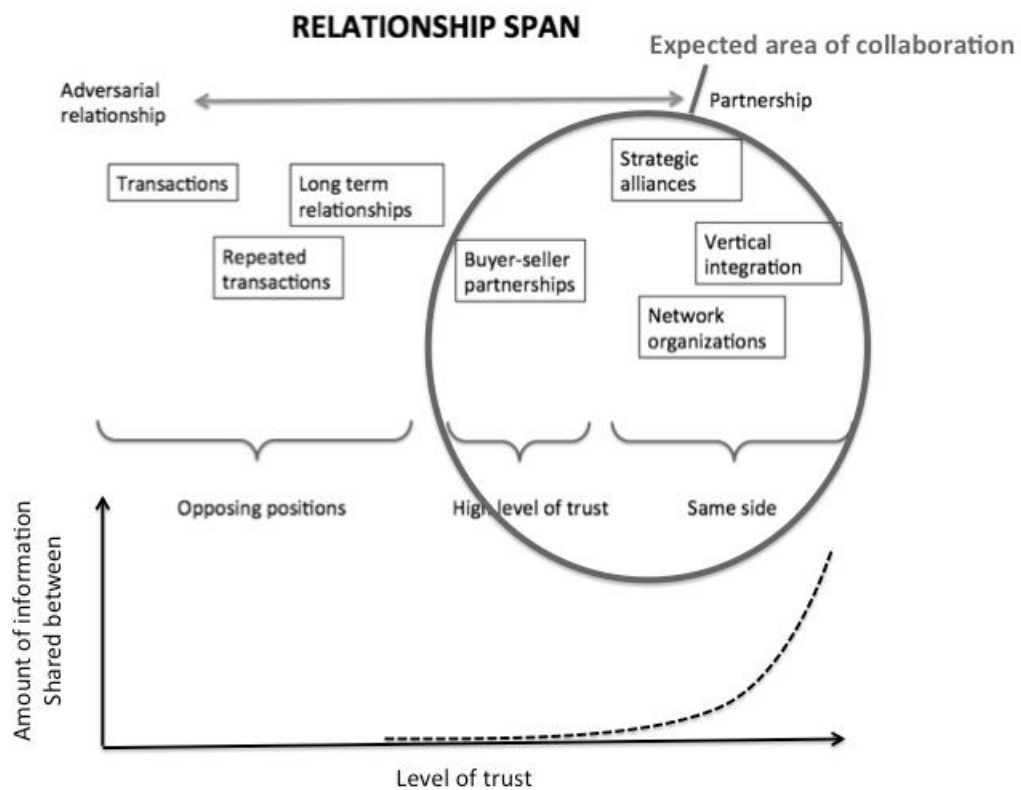 RELATIONSHIP SPAN
Expected area of collaboration
Adversarial
relationship
Partnership
Transactions
Long term
relationships
Strategic
alliances
Repeated
transactions
Buyer-seller
partnerships
Vertical
integration
Network
organizations
Opposing positions
High level of trust
Same side
Amount of information
Shared between
Level of trust